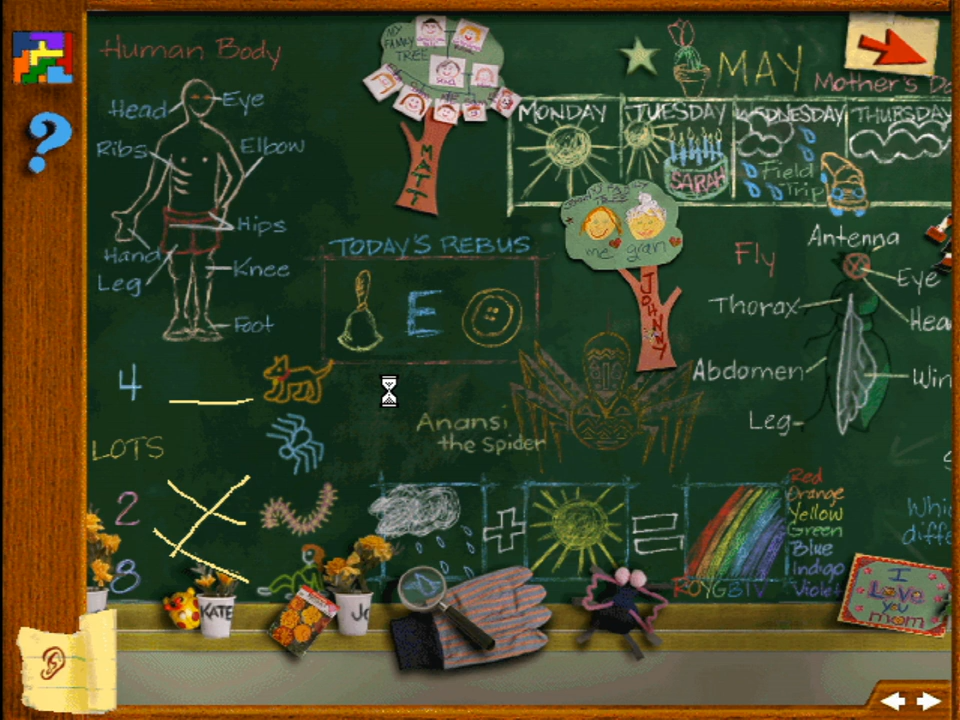 Human Body
Head
Eye
Ribs
Elbow
Hips
Hand
Knee
Leg
Foot
MY FAMILY TREE
MATT
MAY
Mother's Da
MONDAY
TUESDAY
WEDNESDAY
THURSDAY
SARAH
Field Trip
TODAY'S REBUS
E
me
gran
JOHNNY
Fly
Antenna
Eye
Thorax
Hea
Abdomen
Win
Leg
4
LOTS
2
8
Anansi
the Spider
+
=
Red
Orange
Yellow
Green
Blue
Indigo
Violet
ROYGBIV
Whic
diffe
KATE
Jo
I
Love
you
mom